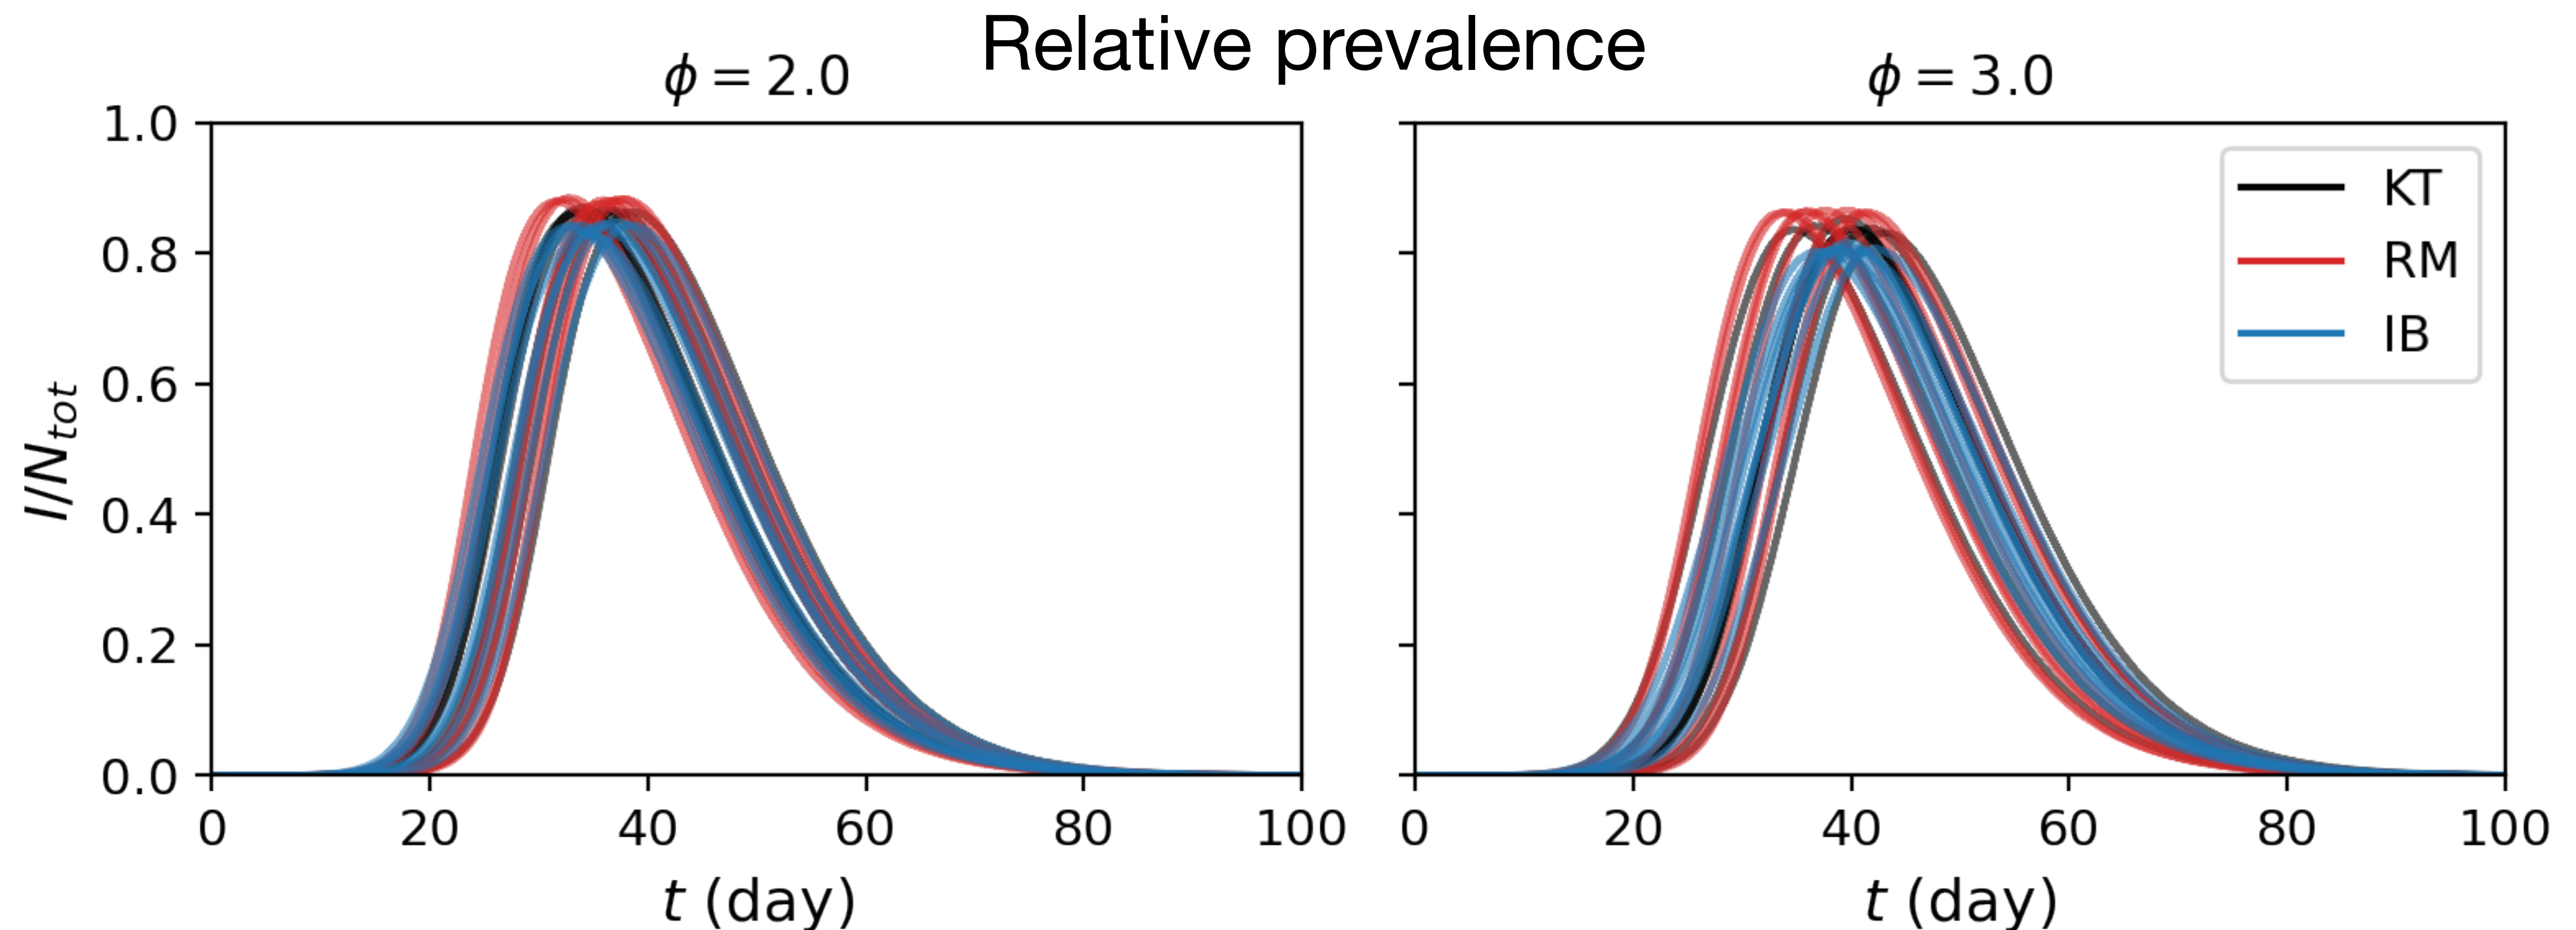 Relative prevalence
ϕ = 2.0
ϕ = 3.0
1.0
0.8
0.6
0.4
0.2
0.0
I/N_tot
0 20 40 60 80 100
0 20 40 60 80 100
t (day)
t (day)
KT
RM
IB